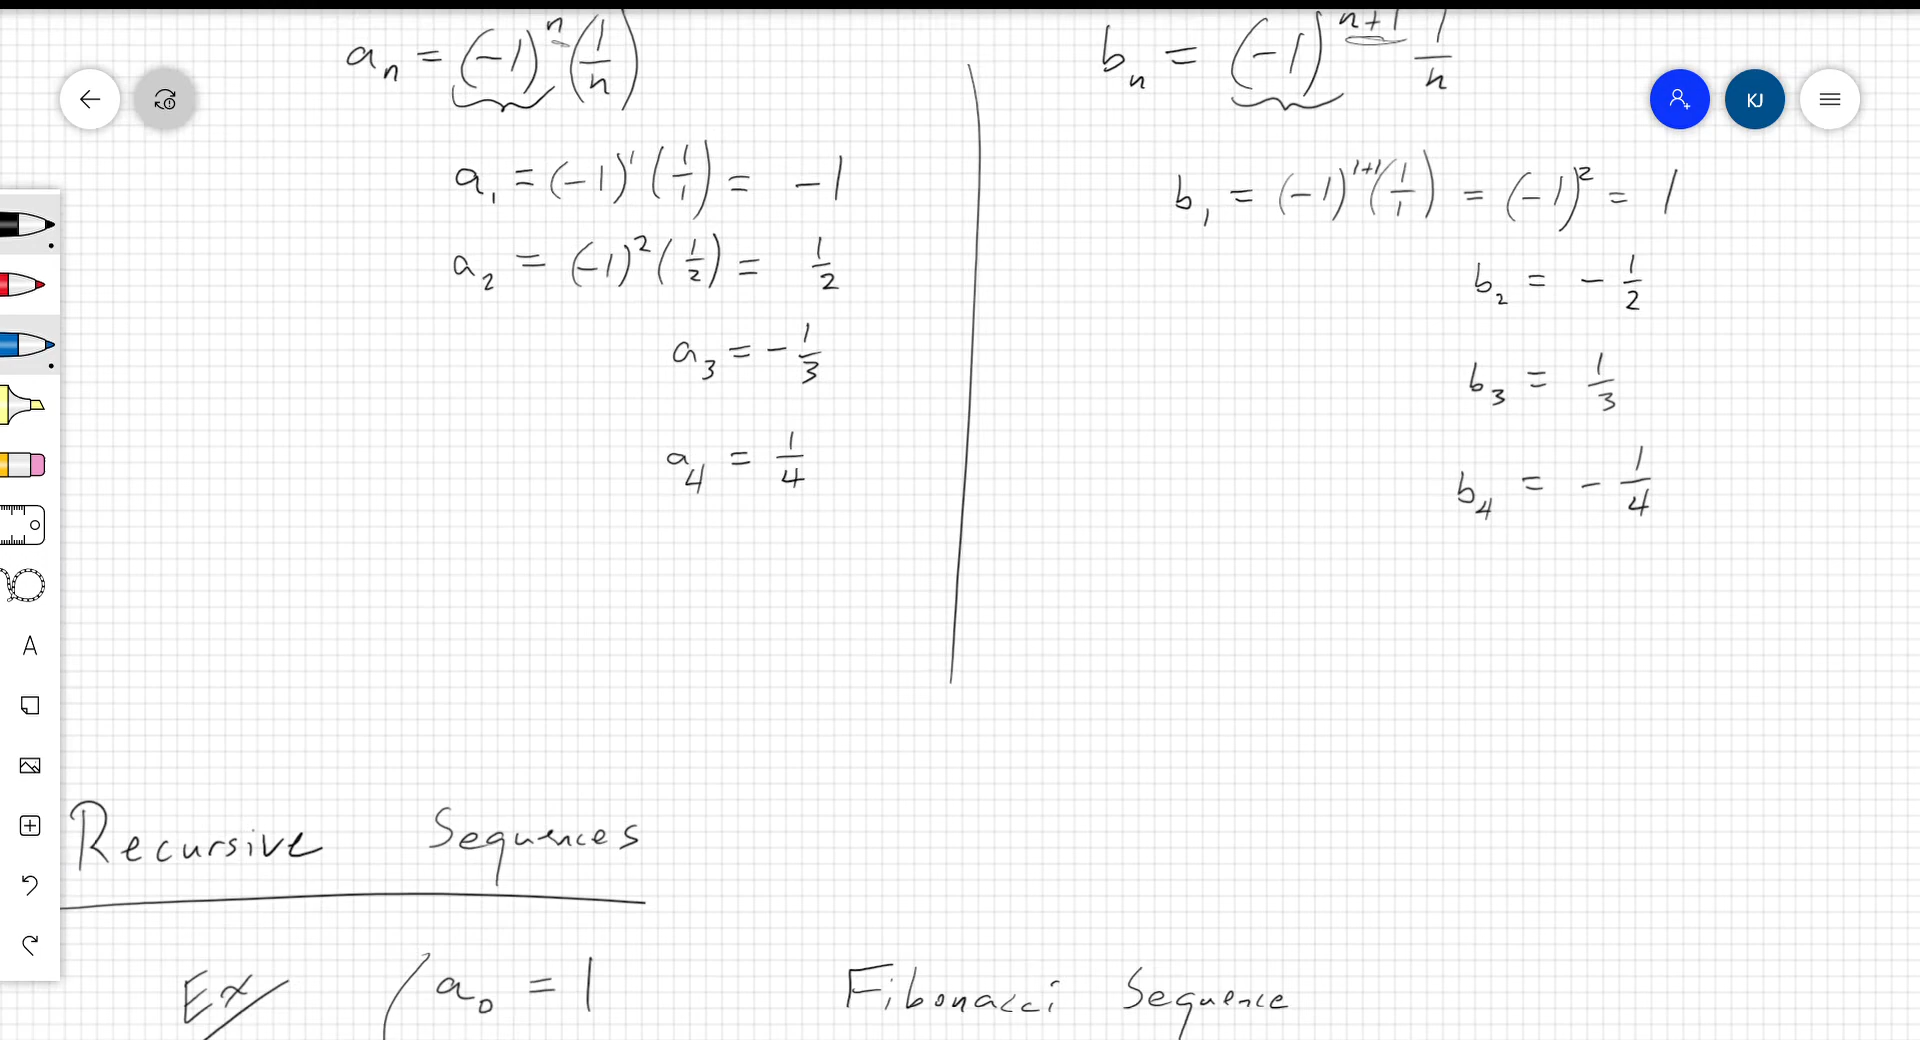 aₙ = (-1)ⁿ (1/n)
a₁ = (-1)¹ (1/1) = -1
a₂ = (-1)² (1/2) = 1/2
a₃ = -1/3
a₄ = 1/4
bₙ = (-1)ⁿ⁺¹ 1/n
b₁ = (-1)¹⁺¹ (1/1) = (-1)² = 1
b₂ = -1/2
b₃ = 1/3
b₄ = -1/4
KJ
A
Recursive Sequences
Ex ( a₀ = 1 Fibonacci Sequence